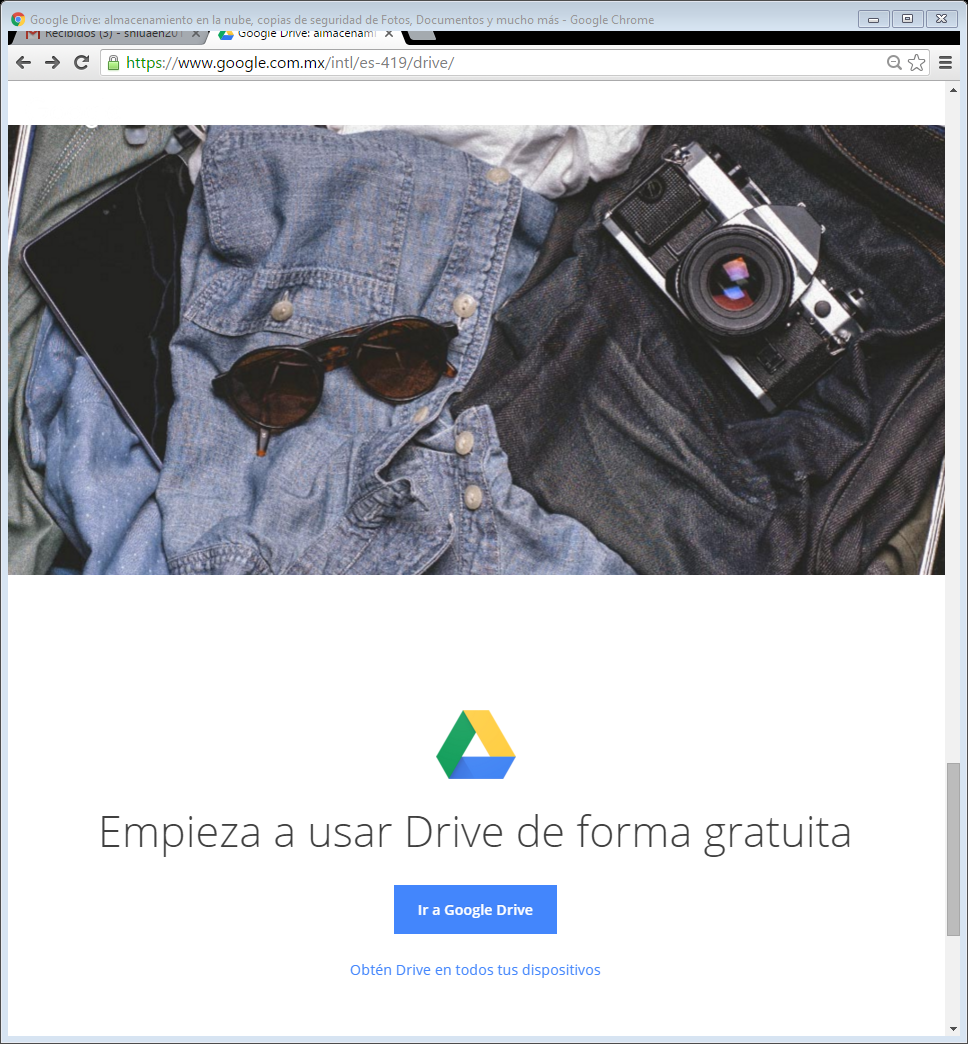 Google Drive: almacenamiento en la nube, copias de seguridad de Fotos, Documentos y mucho más - Google Chrome
Recibidos (3) - shluaen201
Google Drive: almacenami
https://www.google.com.mx/intl/es-419/drive/
Empieza a usar Drive de forma gratuita
Ir a Google Drive
Obtén Drive en todos tus dispositivos